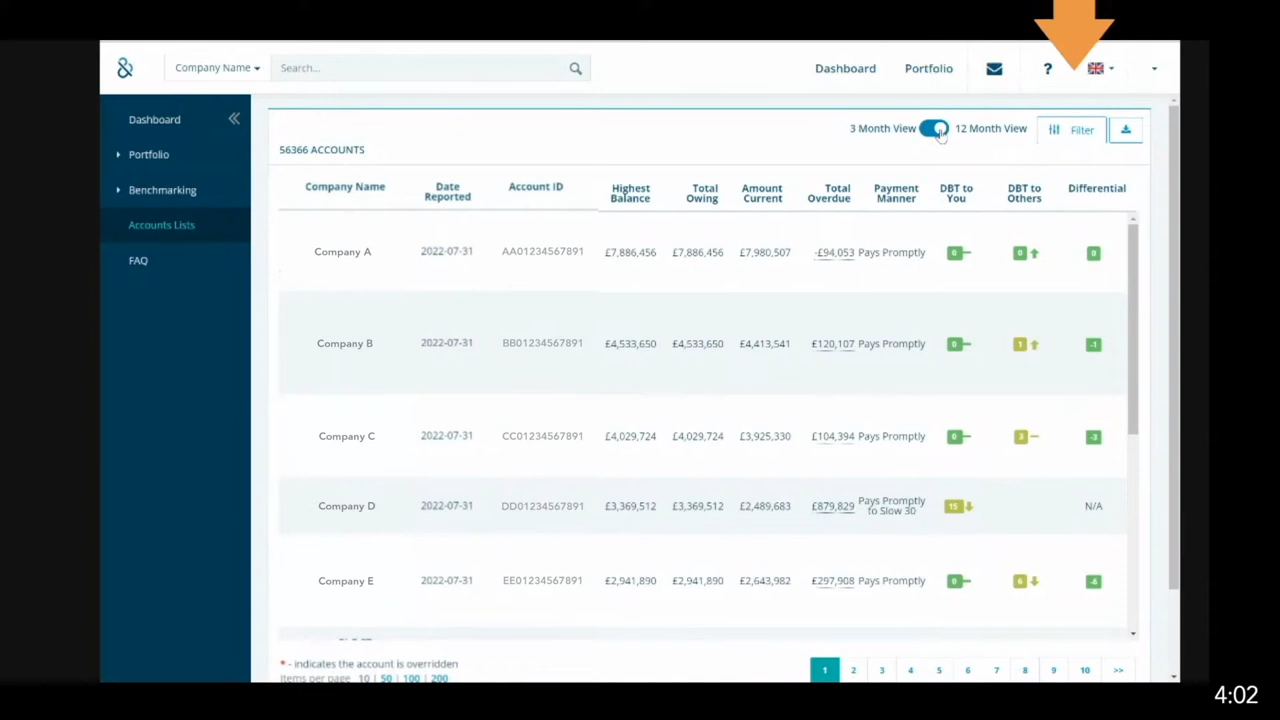 Company Name
Search...
Dashboard
Portfolio
?
Dashboard
Portfolio
Benchmarking
Accounts Lists
FAQ
3 Month View
12 Month View
Filter
56366 ACCOUNTS
Company Name Date Reported Account ID Highest Balance Total Owing Amount Current Total Overdue Payment Manner DBT to You DBT to Others Differential
Company A 2022-07-31 AA01234567891 £7,886,456 £7,886,456 £7,980,507 -£94,053 Pays Promptly 0 0 0
Company B 2022-07-31 BB01234567891 £4,533,650 £4,533,650 £4,413,541 £120,107 Pays Promptly 0 1 -1
Company C 2022-07-31 CC01234567891 £4,029,724 £4,029,724 £3,925,330 £104,394 Pays Promptly 0 3 -3
Company D 2022-07-31 DD01234567891 £3,369,512 £3,369,512 £2,489,683 £879,829 Pays Promptly to Slow 30 15 N/A
Company E 2022-07-31 EE01234567891 £2,941,890 £2,941,890 £2,643,982 £297,908 Pays Promptly 0 6 -6
* - indicates the account is overridden
Items per page 10 | 50 | 100 | 200
1 2 3 4 5 6 7 8 9 10 >>
4:02